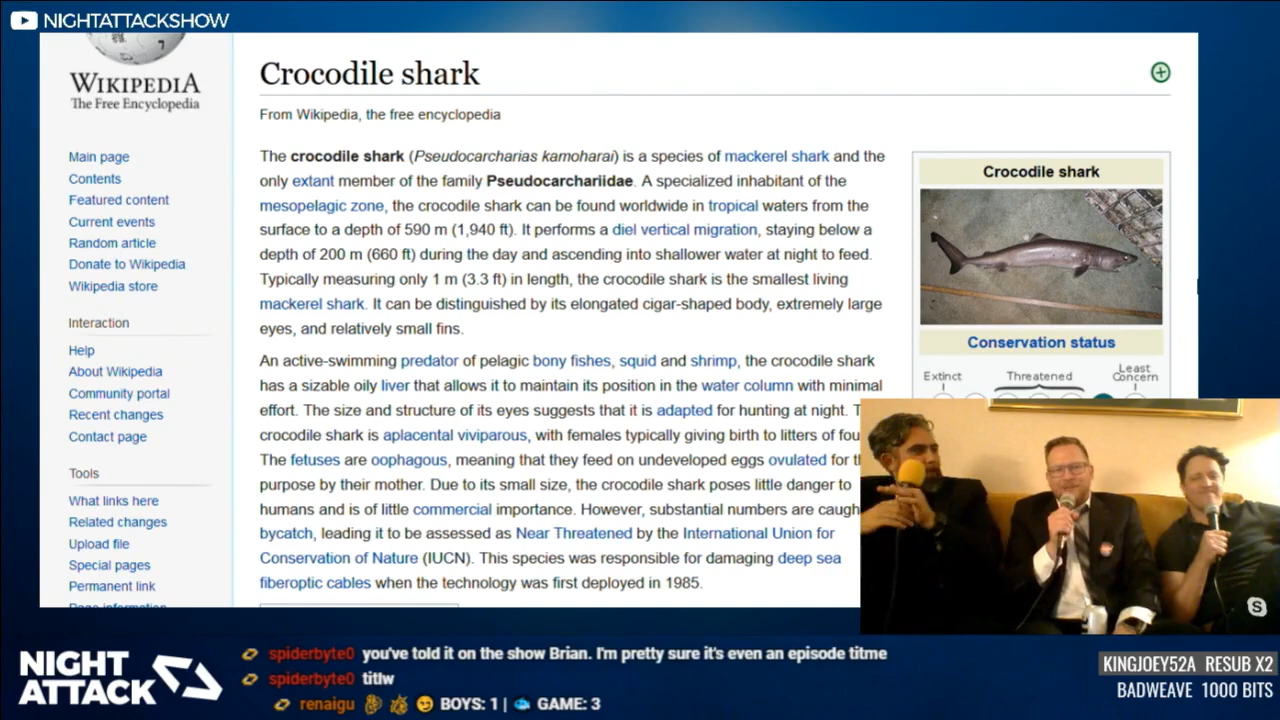 NIGHTATTACKSHOW
WIKIPEDIA
The Free Encyclopedia
Main page
Contents
Featured content
Current events
Random article
Donate to Wikipedia
Wikipedia store
Interaction
Help
About Wikipedia
Community portal
Recent changes
Contact page
Tools
What links here
Related changes
Upload file
Special pages
Permanent link
Page information
Crocodile shark
From Wikipedia, the free encyclopedia
The crocodile shark (Pseudocarcharias kamoharai) is a species of mackerel shark and the
only extant member of the family Pseudocarchariidae. A specialized inhabitant of the
mesopelagic zone, the crocodile shark can be found worldwide in tropical waters from the
surface to a depth of 590 m (1,940 ft). It performs a diel vertical migration, staying below a
depth of 200 m (660 ft) during the day and ascending into shallower water at night to feed.
Typically measuring only 1 m (3.3 ft) in length, the crocodile shark is the smallest living
mackerel shark. It can be distinguished by its elongated cigar-shaped body, extremely large
eyes, and relatively small fins.
An active-swimming predator of pelagic bony fishes, squid and shrimp, the crocodile shark
has a sizable oily liver that allows it to maintain its position in the water column with minimal
effort. The size and structure of its eyes suggests that it is adapted for hunting at night. T
crocodile shark is aplacental viviparous, with females typically giving birth to litters of fou
The fetuses are oophagous, meaning that they feed on undeveloped eggs ovulated for th
purpose by their mother. Due to its small size, the crocodile shark poses little danger to
humans and is of little commercial importance. However, substantial numbers are caugh
bycatch, leading it to be assessed as Near Threatened by the International Union for
Conservation of Nature (IUCN). This species was responsible for damaging deep sea
fiberoptic cables when the technology was first deployed in 1985.
Crocodile shark
Conservation status
Extinct
Threatened
Least
Concern
NIGHT
ATTACK
spiderbyte0 you've told it on the show Brian. I'm pretty sure it's even an episode titme
spiderbyte0 titlw
renaigu BOYS: 1 | GAME: 3
KINGJOEY52A RESUB X2
BADWEAVE 1000 BITS